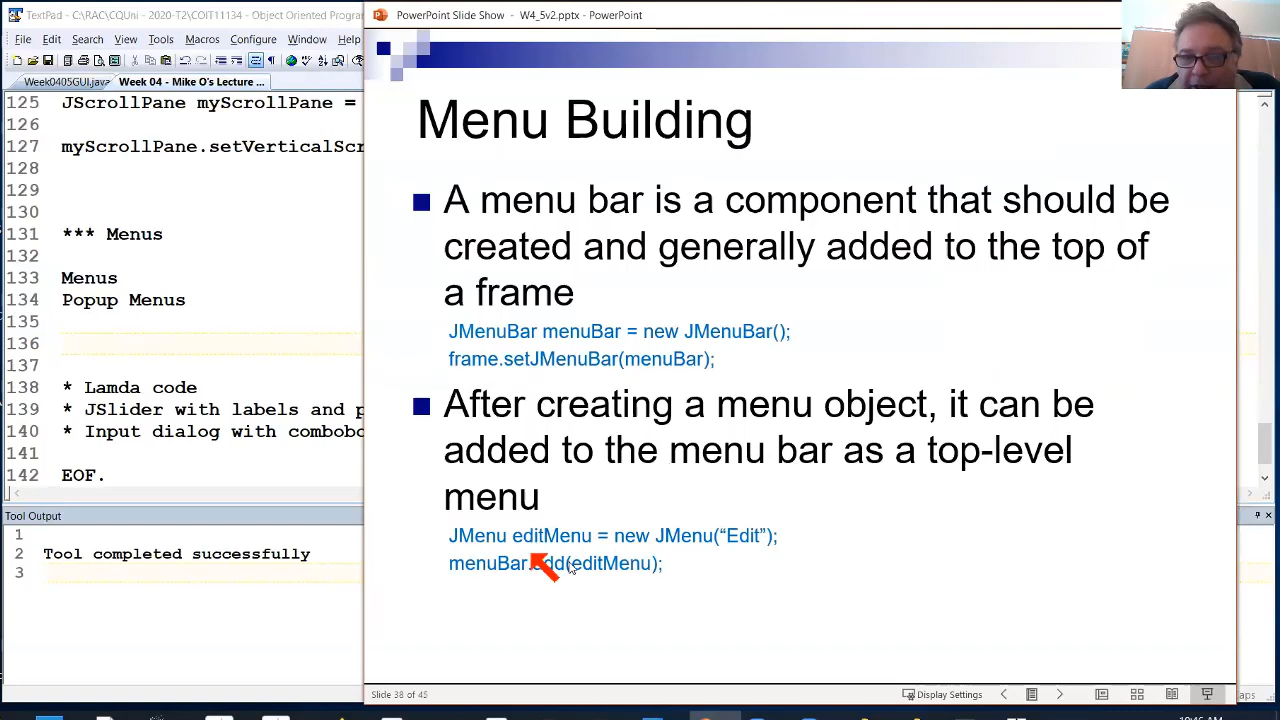 TextPad - C:\RAC\CQUni - 2020-T2\COIT11134 - Object Oriented Progra
File Edit Search View Tools Macros Configure Window Help
Week0405GUI.java Week 04 - Mike O's Lecture ...
125 JScrollPane myScrollPane =
126
127 myScrollPane.setVerticalScr
128
129
130
131 *** Menus
132
133 Menus
134 Popup Menus
135
136
137
138 * Lamda code
139 * JSlider with labels and p
140 * Input dialog with combobo
141
142 EOF.
Tool Output
1
2 Tool completed successfully
3
PowerPoint Slide Show - W4_5v2.pptx - PowerPoint
Menu Building
A menu bar is a component that should be
created and generally added to the top of
a frame
JMenuBar menuBar = new JMenuBar();
frame.setJMenuBar(menuBar);
After creating a menu object, it can be
added to the menu bar as a top-level
menu
JMenu editMenu = new JMenu(“Edit”);
menuBar.add(editMenu);
Slide 38 of 45
Display Settings